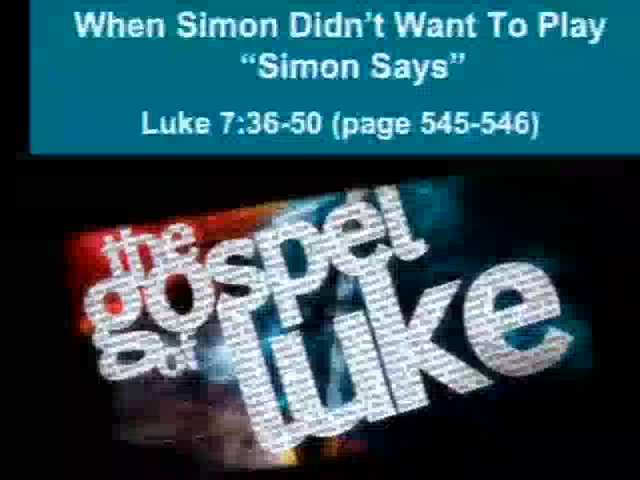 When Simon Didn't Want To Play
“Simon Says”
Luke 7:36-50 (page 545-546)
the
gospel
of luke